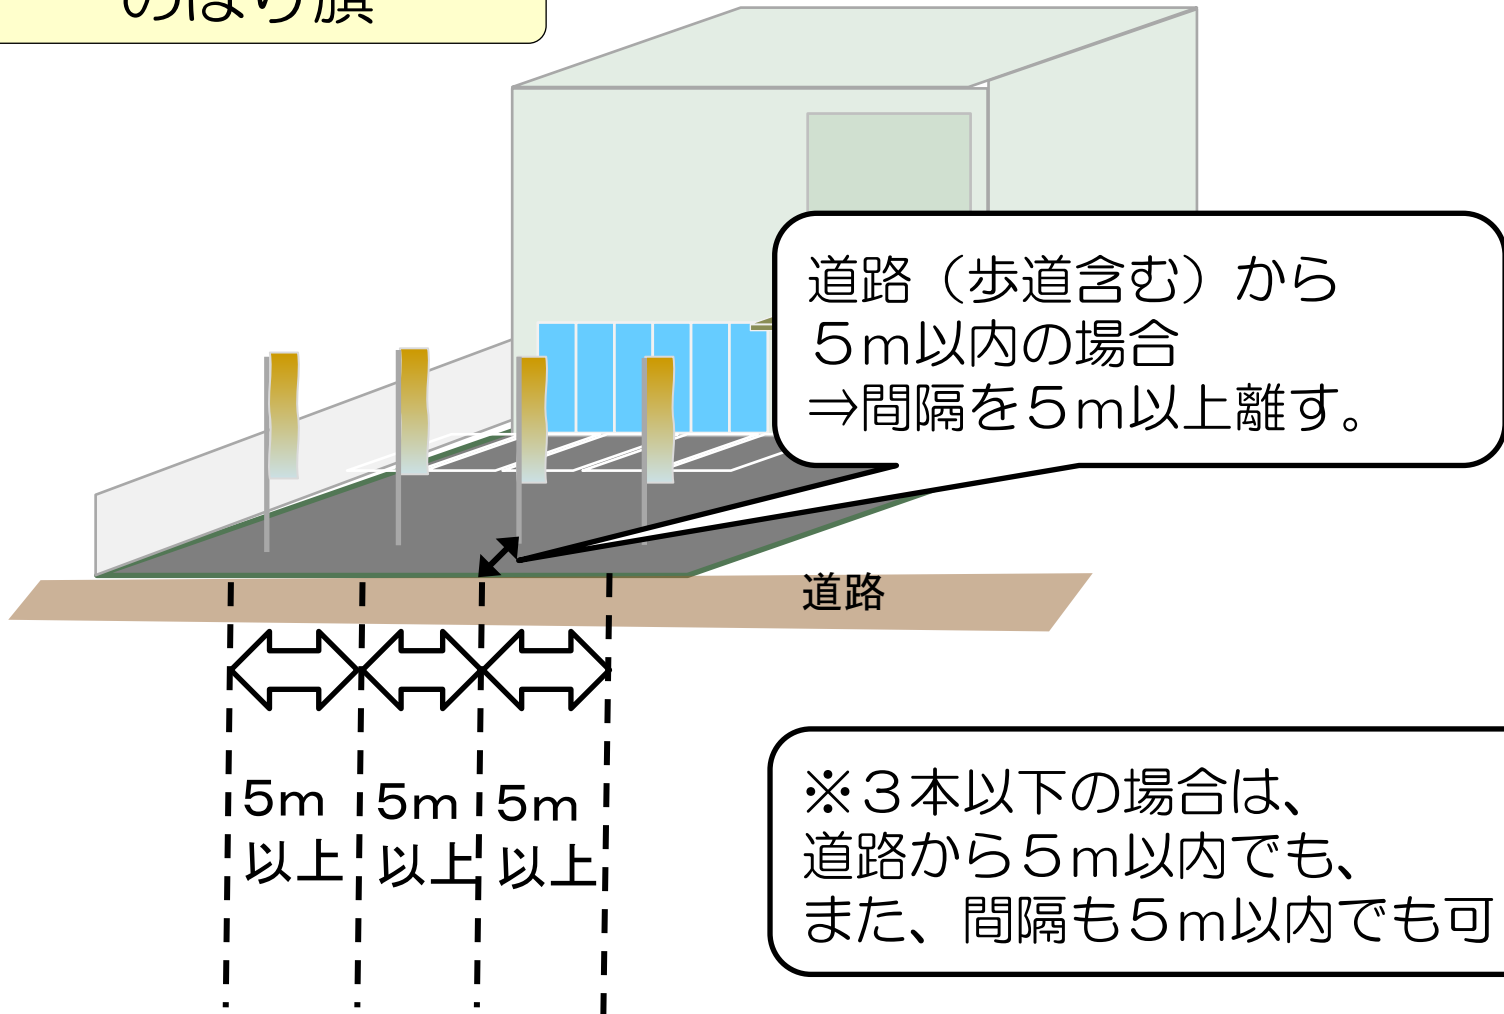 のぼり旗
道路（歩道含む）から
５ｍ以内の場合
⇒間隔を５ｍ以上離す。
道路
5m
以上
5m
以上
5m
以上
※３本以下の場合は、
道路から５ｍ以内でも、
また、間隔も５ｍ以内でも可